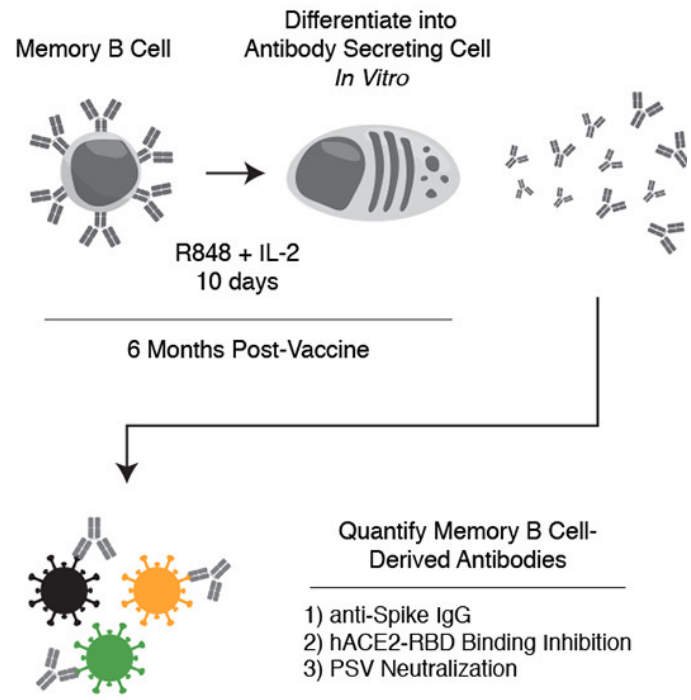 Memory B Cell
Differentiate into
Antibody Secreting Cell
In Vitro
R848 + IL-2
10 days
6 Months Post-Vaccine
Quantify Memory B Cell-
Derived Antibodies
1) anti-Spike IgG
2) hACE2-RBD Binding Inhibition
3) PSV Neutralization